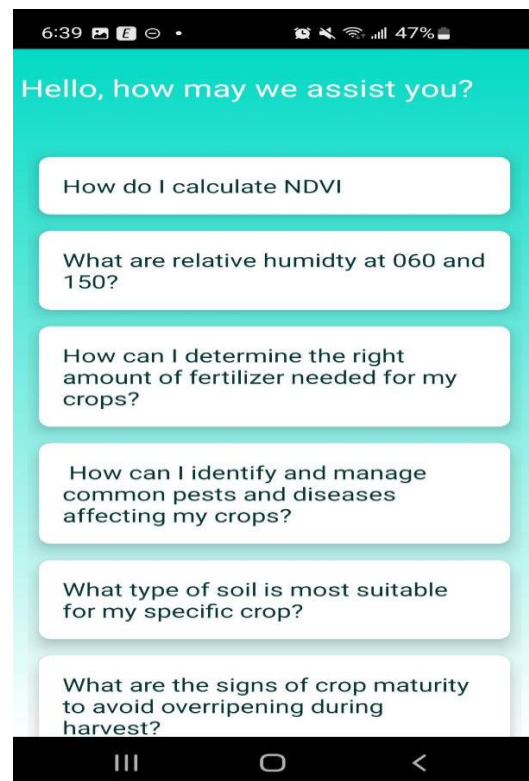 6:39 E 47%
Hello, how may we assist you?
How do I calculate NDVI
What are relative humidty at 060 and
150?
How can I determine the right
amount of fertilizer needed for my
crops?
How can I identify and manage
common pests and diseases
affecting my crops?
What type of soil is most suitable
for my specific crop?
What are the signs of crop maturity
to avoid overripening during
harvest?